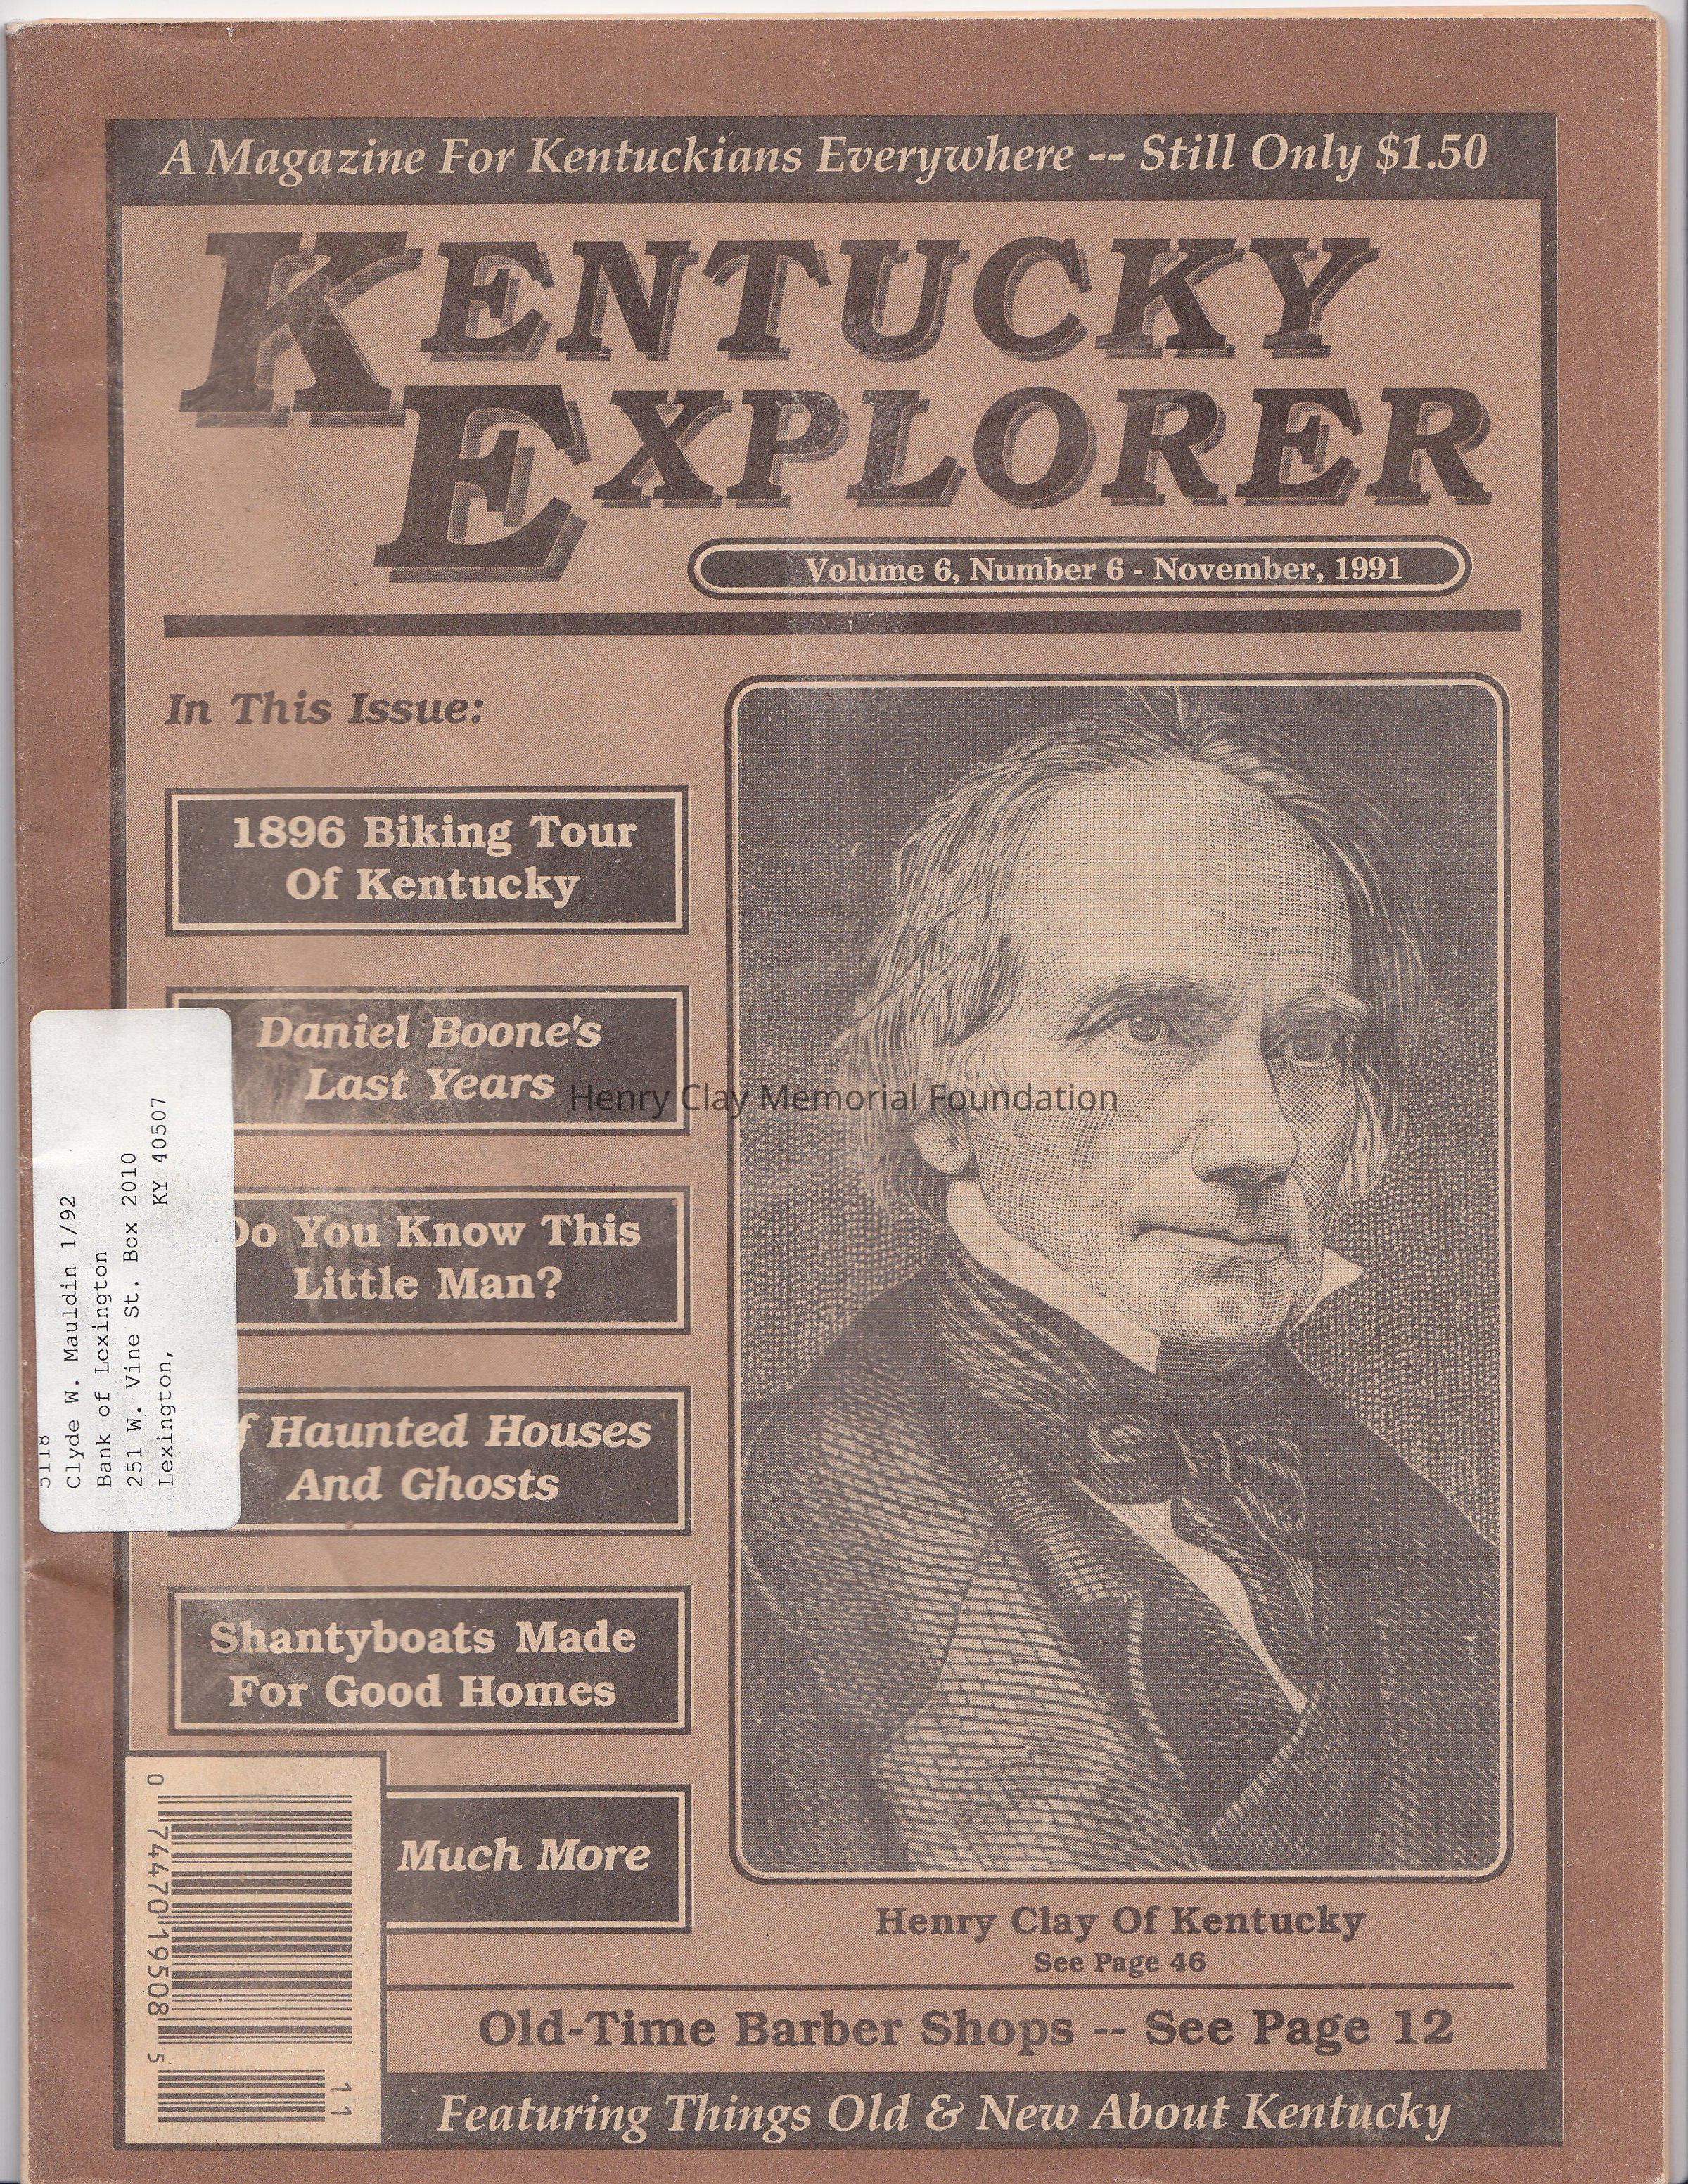 A Magazine For Kentuckians Everywhere -- Still Only $1.50
KENTUCKY
EXPLORER
Volume 6, Number 6 - November, 1991
In This Issue:
1896 Biking Tour
Of Kentucky
Daniel Boone's
Last Years
Do You Know This
Little Man?
f Haunted Houses
And Ghosts
Shantyboats Made
For Good Homes
Much More
Henry Clay Memorial Foundation
5118
Clyde W. Mauldin 1/92
Bank of Lexington
251 W. Vine St. Box 2010
Lexington, KY 40507
0 74470 19508 5
11
Henry Clay Of Kentucky
See Page 46
Old-Time Barber Shops -- See Page 12
Featuring Things Old & New About Kentucky